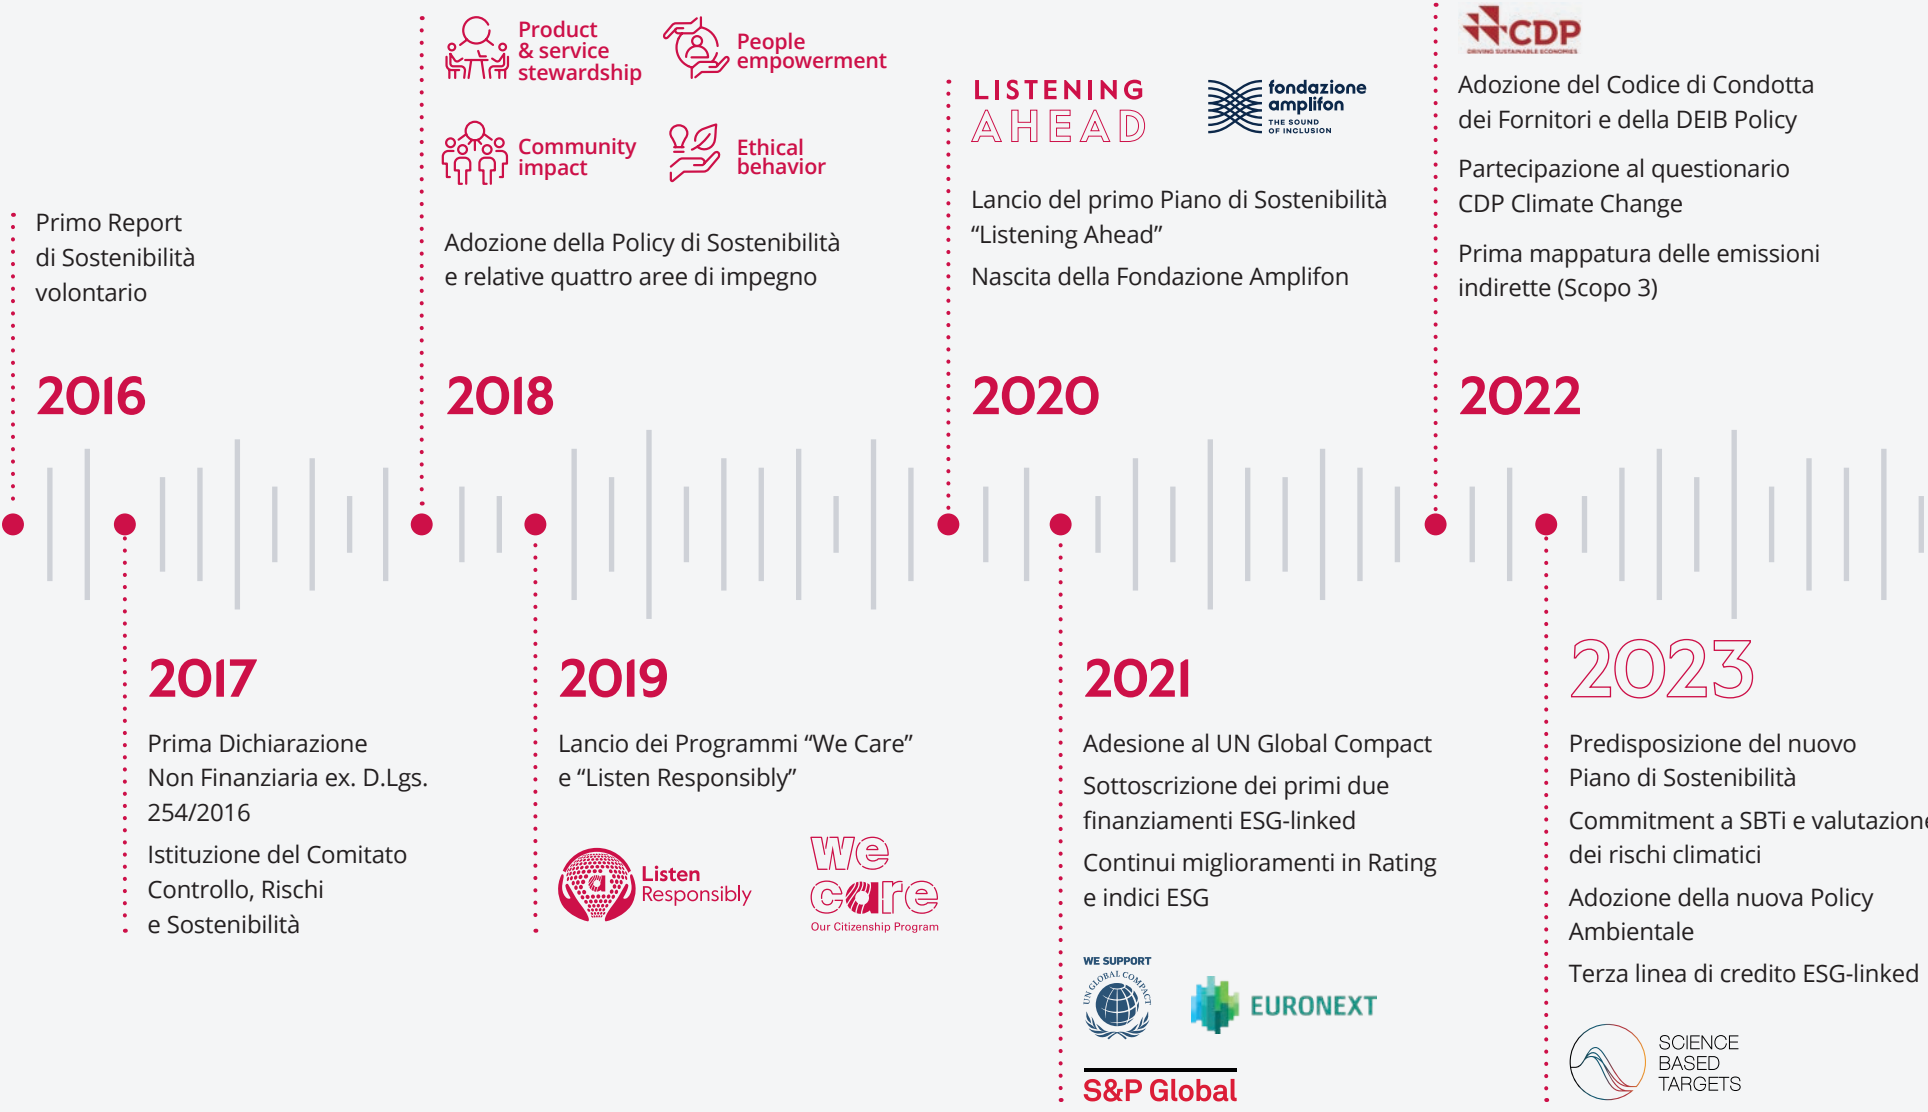 Primo Report
di Sostenibilità
volontario
2016
2017
Prima Dichiarazione
Non Finanziaria ex. D.Lgs.
254/2016
Istituzione del Comitato
Controllo, Rischi
e Sostenibilità
Product
& service
stewardship
People
empowerment
Community
impact
Ethical
behavior
Adozione della Policy di Sostenibilità
e relative quattro aree di impegno
2018
2019
Lancio dei Programmi “We Care”
e “Listen Responsibly”
Listen
Responsibly
we
care
Our Citizenship Program
LISTENING
AHEAD
fondazione
amplifon
THE SOUND
OF INCLUSION
Lancio del primo Piano di Sostenibilità
“Listening Ahead”
Nascita della Fondazione Amplifon
2020
2021
Adesione al UN Global Compact
Sottoscrizione dei primi due
finanziamenti ESG-linked
Continui miglioramenti in Rating
e indici ESG
WE SUPPORT
UN GLOBAL COMPACT
EURONEXT
S&P Global
CDP
DRIVING SUSTAINABLE ECONOMIES
Adozione del Codice di Condotta
dei Fornitori e della DEIB Policy
Partecipazione al questionario
CDP Climate Change
Prima mappatura delle emissioni
indirette (Scopo 3)
2022
2023
Predisposizione del nuovo
Piano di Sostenibilità
Commitment a SBTi e valutazione
dei rischi climatici
Adozione della nuova Policy
Ambientale
Terza linea di credito ESG-linked
SCIENCE
BASED
TARGETS